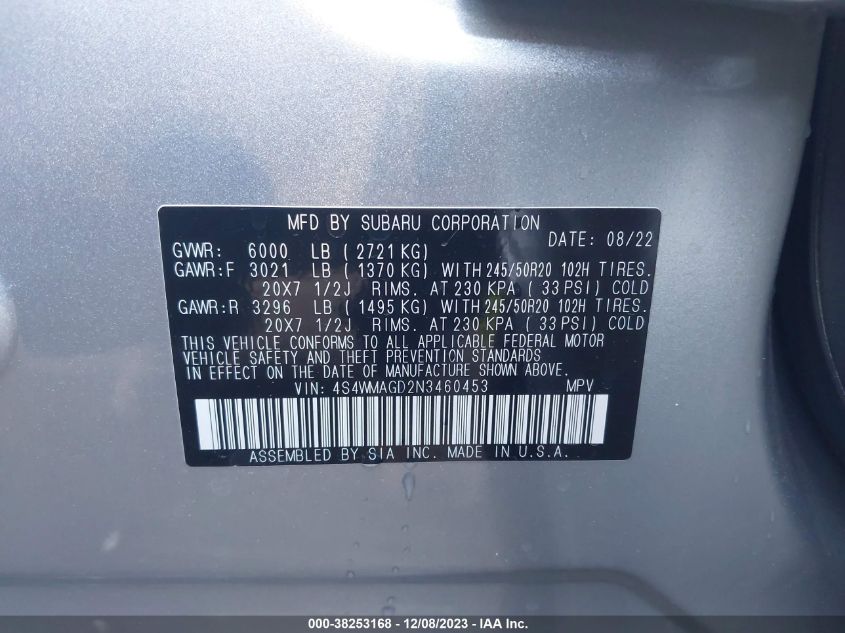 MFD BY SUBARU CORPORATION
DATE: 08/22
GVWR: 6000 LB ( 2721 KG)
GAWR:F 3021 LB ( 1370 KG) WITH 245/50R20 102H TIRES.
20X7 1/2J RIMS. AT 230 KPA ( 33 PSI) COLD
GAWR:R 3296 LB ( 1495 KG) WITH 245/50R20 102H TIRES.
20X7 1/2J RIMS. AT 230 KPA ( 33 PSI) COLD
THIS VEHICLE CONFORMS TO ALL APPLICABLE FEDERAL MOTOR
VEHICLE SAFETY AND THEFT PREVENTION STANDARDS
IN EFFECT ON THE DATE OF MANUFACTURE SHOWN ABOVE.
VIN: 4S4WMAGD2N3460453 MPV
ASSEMBLED BY SIA INC. MADE IN U.S.A.
000-38253168 - 12/08/2023 - IAA Inc.